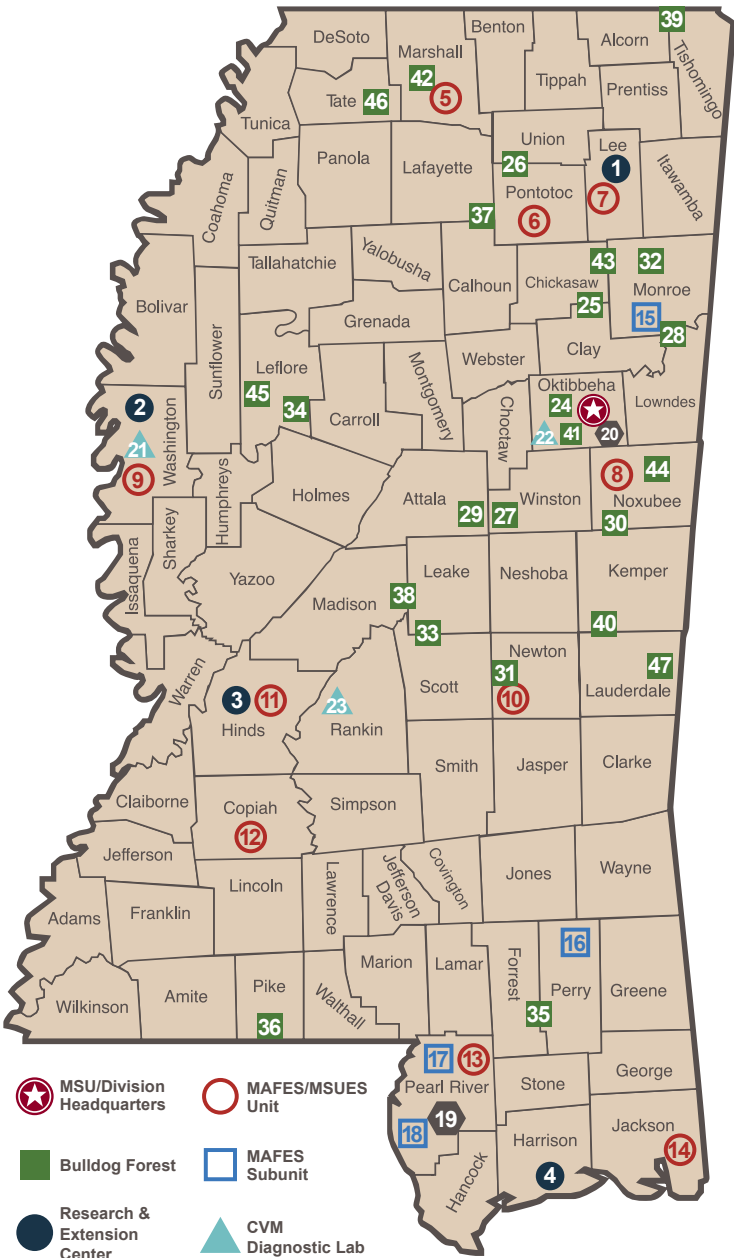 39
DeSoto
Benton
Alcorn
Marshall
Tishomingo
42
5
Tippah
Prentiss
Tate 46
Tunica
Union
Lee
Panola
Lafayette
26
1
Itawamba
Coahoma
Quitman
Pontotoc
7
37
6
Tallahatchie
Yalobusha
43
32
Calhoun
Chickasaw
Monroe
Bolivar
25
15
Grenada
28
Sunflower
Webster
Clay
Leflore
Montgomery
Oktibbeha
45
34
Carroll
Choctaw
24
Lowndes
2
Washington
22
41
20
21
9
Humphreys
Holmes
Attala
29
27
Winston
8
44
Noxubee
30
Sharkey
Issaquena
Yazoo
Leake
Neshoba
Kemper
Madison
38
33
40
Newton
47
Warren
31
Scott
Lauderdale
3
11
23
10
Hinds
Rankin
Smith
Jasper
Clarke
Claiborne
Copiah
Simpson
12
Jefferson
Lawrence
Jefferson
Davis
Covington
Jones
Wayne
Lincoln
Adams
Franklin
16
Marion
Lamar
Forrest
Perry
Greene
Wilkinson
Amite
Pike
Walthall
36
35
17
13
Pearl River
Stone
George
19
18
Harrison
Jackson
14
Hancock
4
MSU/Division
Headquarters
MAFES/MSUES
Unit
Bulldog Forest
MAFES
Subunit
Research &
Extension
Center
CVM
Diagnostic Lab